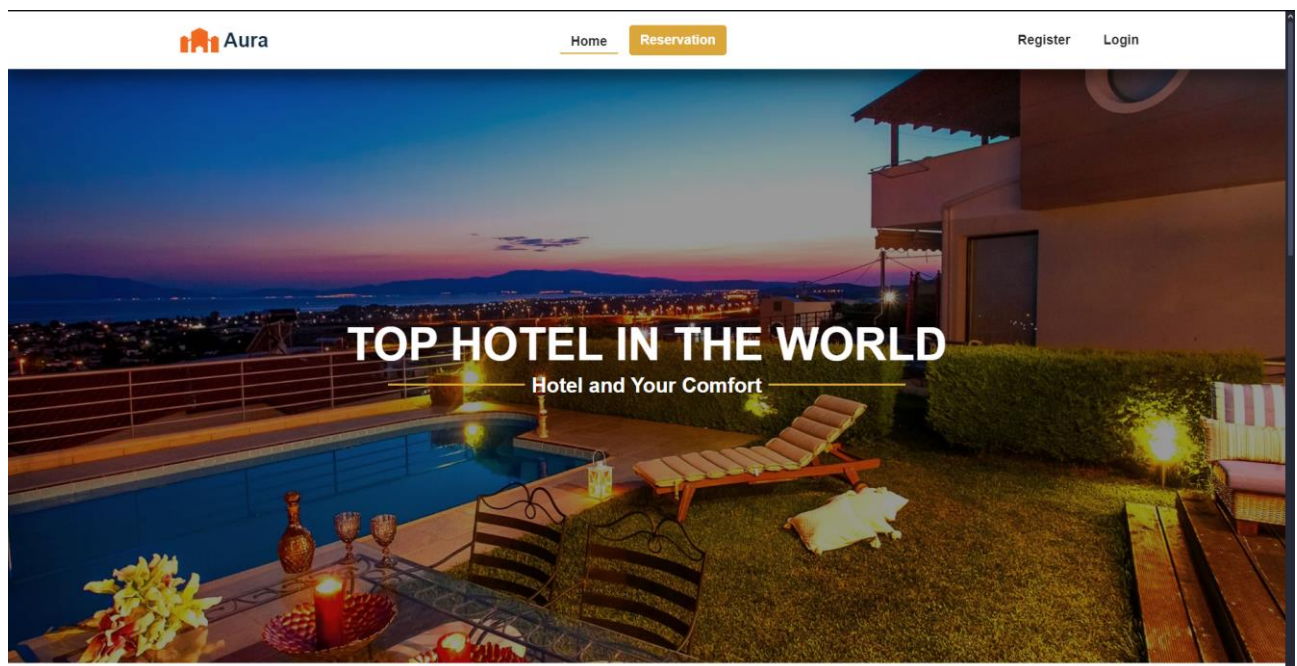 Aura
Home Reservation Register Login
TOP HOTEL IN THE WORLD
Hotel and Your Comfort